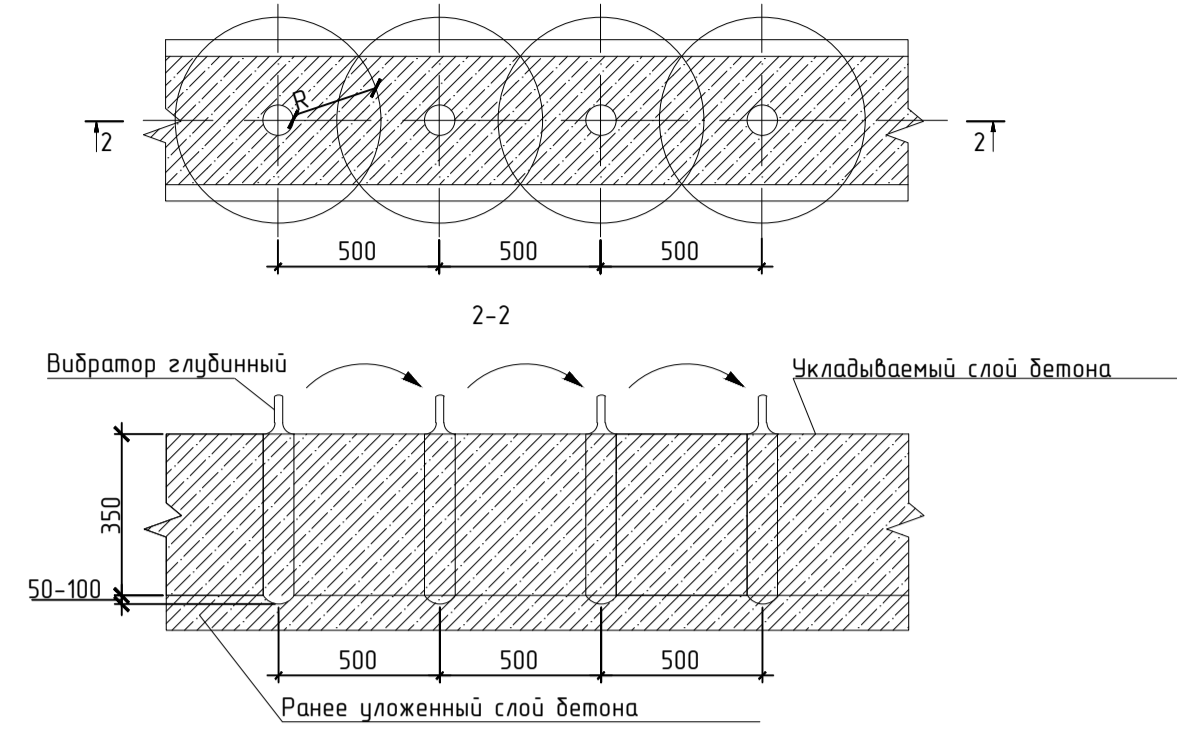 R
2
2
500
500
500
2-2
Вибратор глубинный
Укладываемый слой бетона
350
50-100
500
500
500
Ранее уложенный слой бетона